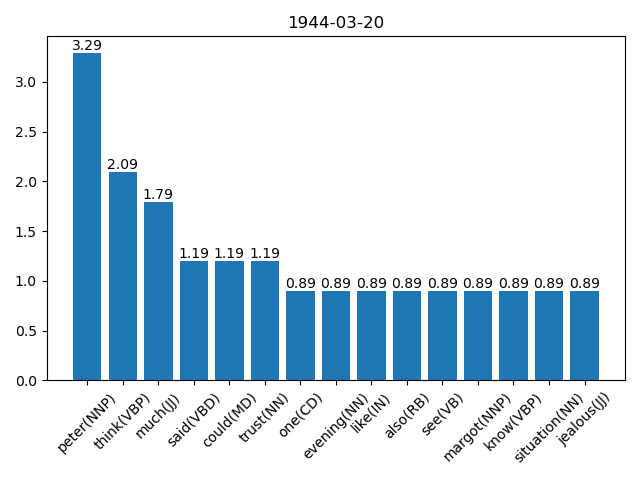 1944-03-20
3.29
2.09
1.79
1.19 1.19 1.19
0.89 0.89 0.89 0.89 0.89 0.89 0.89 0.89 0.89
3.0
2.5
2.0
1.5
1.0
0.5
0.0
peter(NNP)
think(VBP)
much(JJ)
said(VBD)
could(MD)
trust(NN)
one(CD)
evening(NN)
like(IN)
also(RB)
see(VB)
margot(NNP)
know(VBP)
situation(NN)
jealous(JJ)